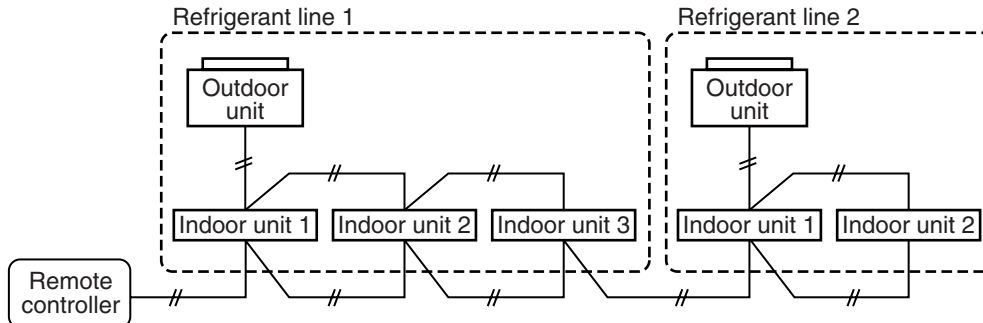 Refrigerant line 1
Refrigerant line 2
Outdoor
unit
Outdoor
unit
Indoor unit 1
Indoor unit 2
Indoor unit 3
Indoor unit 1
Indoor unit 2
Remote
controller